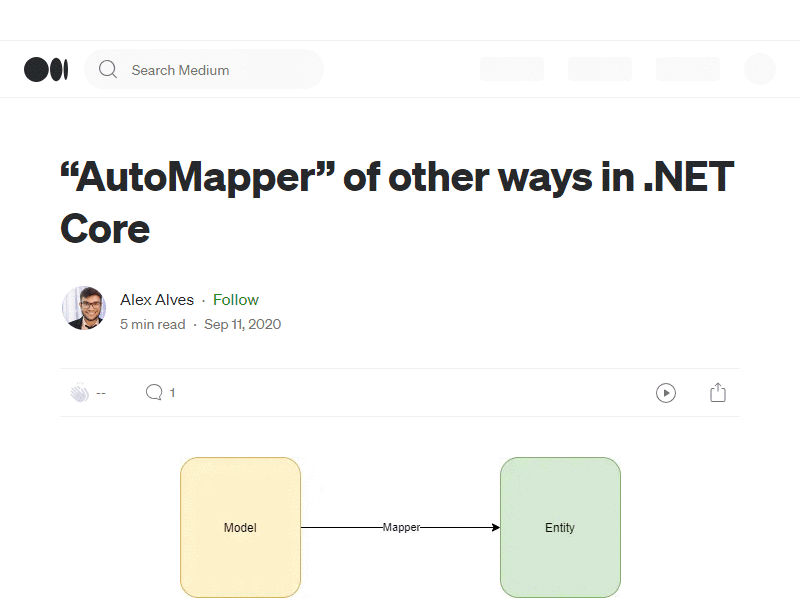 Search Medium
“AutoMapper” of other ways in .NET
Core
Alex Alves · Follow
5 min read · Sep 11, 2020
-- 1
Model Mapper Entity